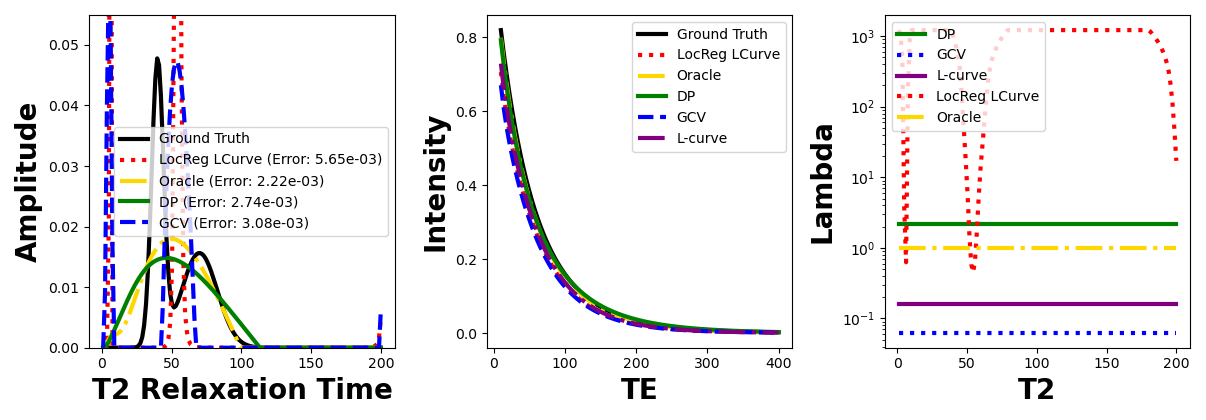 Amplitude
0.05
0.04
0.03
0.02
0.01
0.00
Ground Truth
LocReg LCurve (Error: 5.65e-03)
Oracle (Error: 2.22e-03)
DP (Error: 2.74e-03)
GCV (Error: 3.08e-03)
0 50 100 150 200
T2 Relaxation Time
Intensity
0.8
0.6
0.4
0.2
0.0
Ground Truth
LocReg LCurve
Oracle
DP
GCV
L-curve
0 100 200 300 400
TE
Lambda
10³
10²
10¹
10⁰
10⁻¹
DP
GCV
L-curve
LocReg LCurve
Oracle
0 50 100 150 200
T2